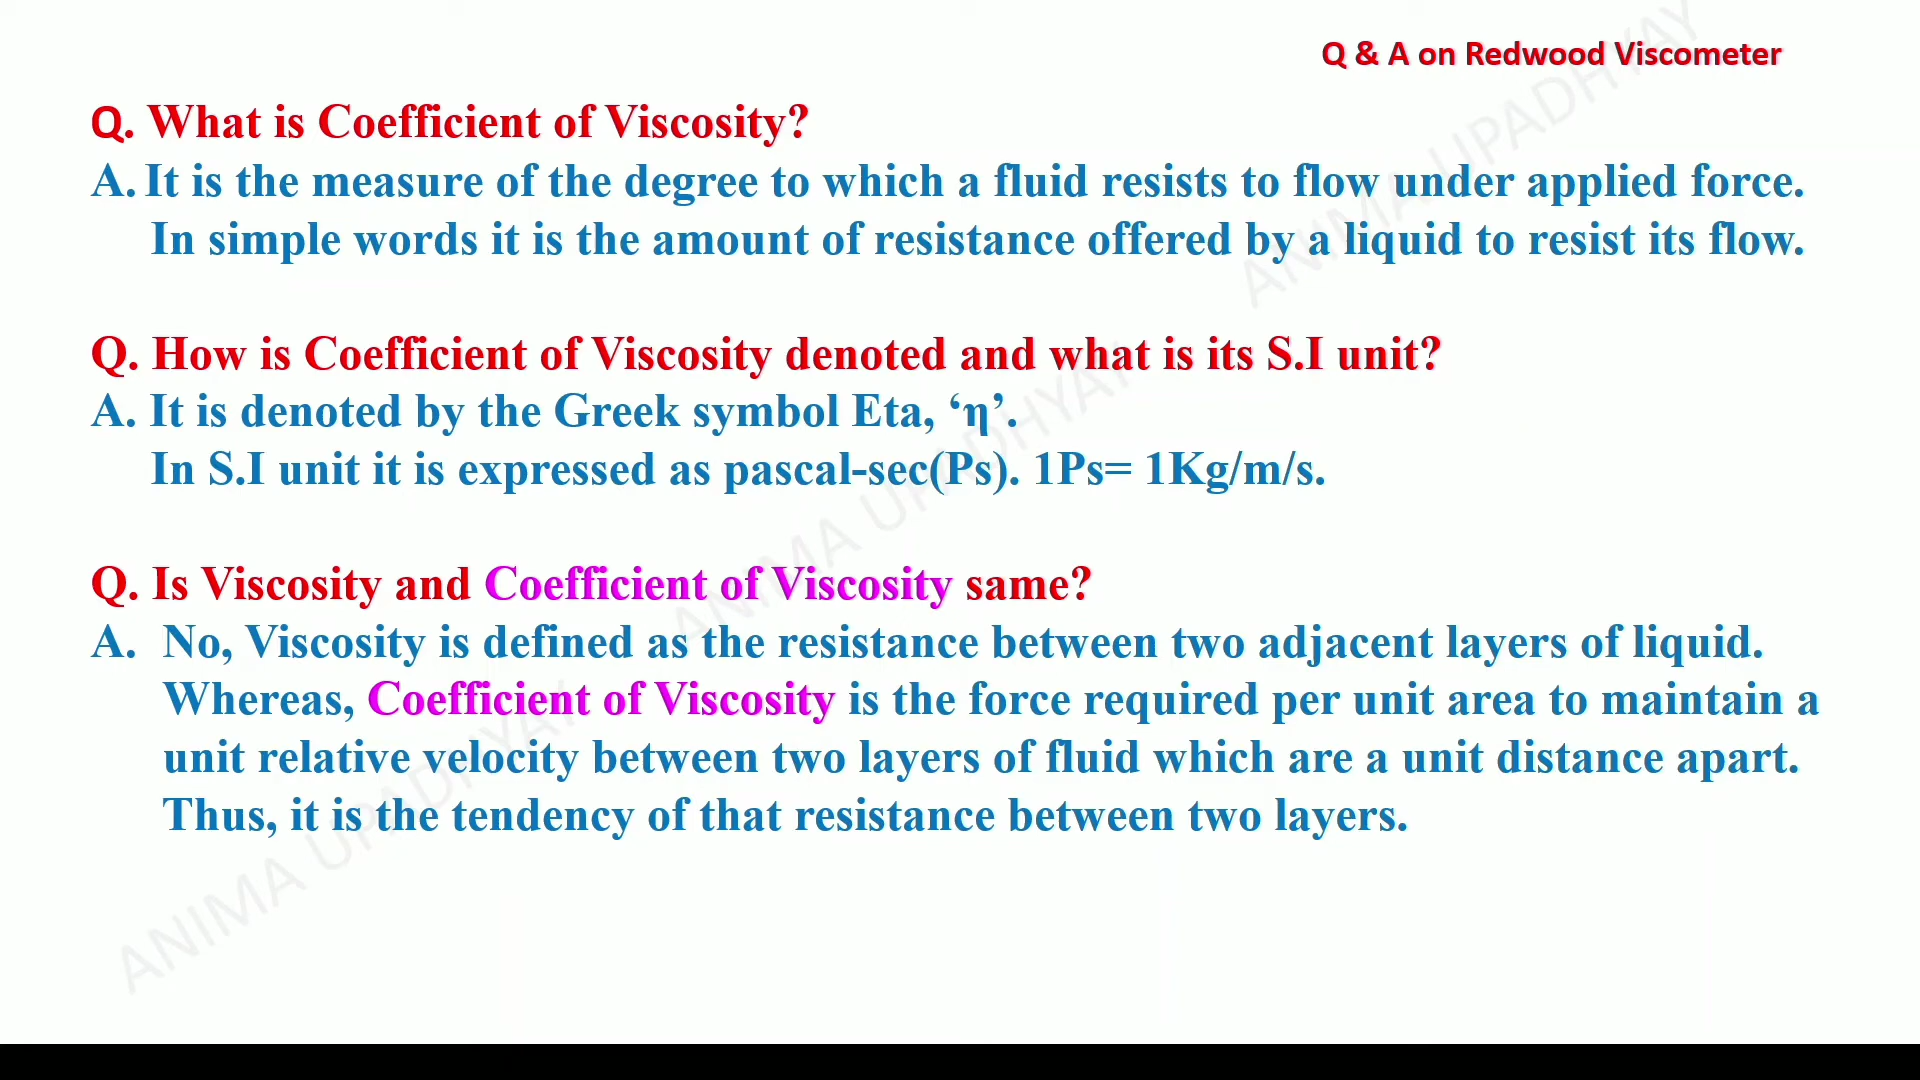 Q & A on Redwood Viscometer
Q. What is Coefficient of Viscosity?
A. It is the measure of the degree to which a fluid resists to flow under applied force.
In simple words it is the amount of resistance offered by a liquid to resist its flow.
Q. How is Coefficient of Viscosity denoted and what is its S.I unit?
A. It is denoted by the Greek symbol Eta, ‘η’.
In S.I unit it is expressed as pascal-sec(Ps). 1Ps= 1Kg/m/s.
Q. Is Viscosity and Coefficient of Viscosity same?
A. No, Viscosity is defined as the resistance between two adjacent layers of liquid.
Whereas, Coefficient of Viscosity is the force required per unit area to maintain a
unit relative velocity between two layers of fluid which are a unit distance apart.
Thus, it is the tendency of that resistance between two layers.
ANIMA UPADHYAY
ANIMA UPADHYAY
ANIMA UPADHYAY